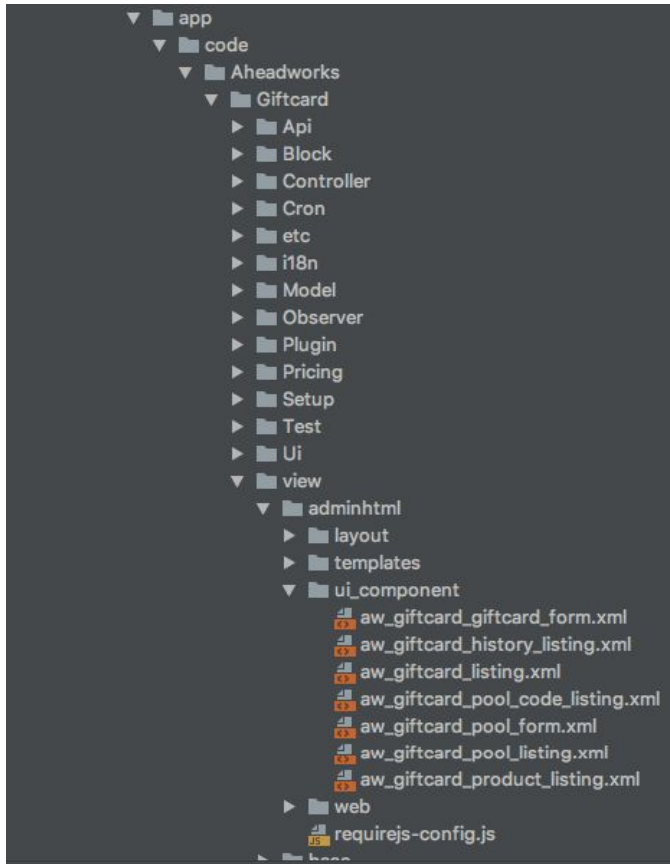 app
code
Aheadworks
Giftcard
Api
Block
Controller
Cron
etc
i18n
Model
Observer
Plugin
Pricing
Setup
Test
Ui
view
adminhtml
layout
templates
ui_component
aw_giftcard_giftcard_form.xml
aw_giftcard_history_listing.xml
aw_giftcard_listing.xml
aw_giftcard_pool_code_listing.xml
aw_giftcard_pool_form.xml
aw_giftcard_pool_listing.xml
aw_giftcard_product_listing.xml
web
JS requirejs-config.js